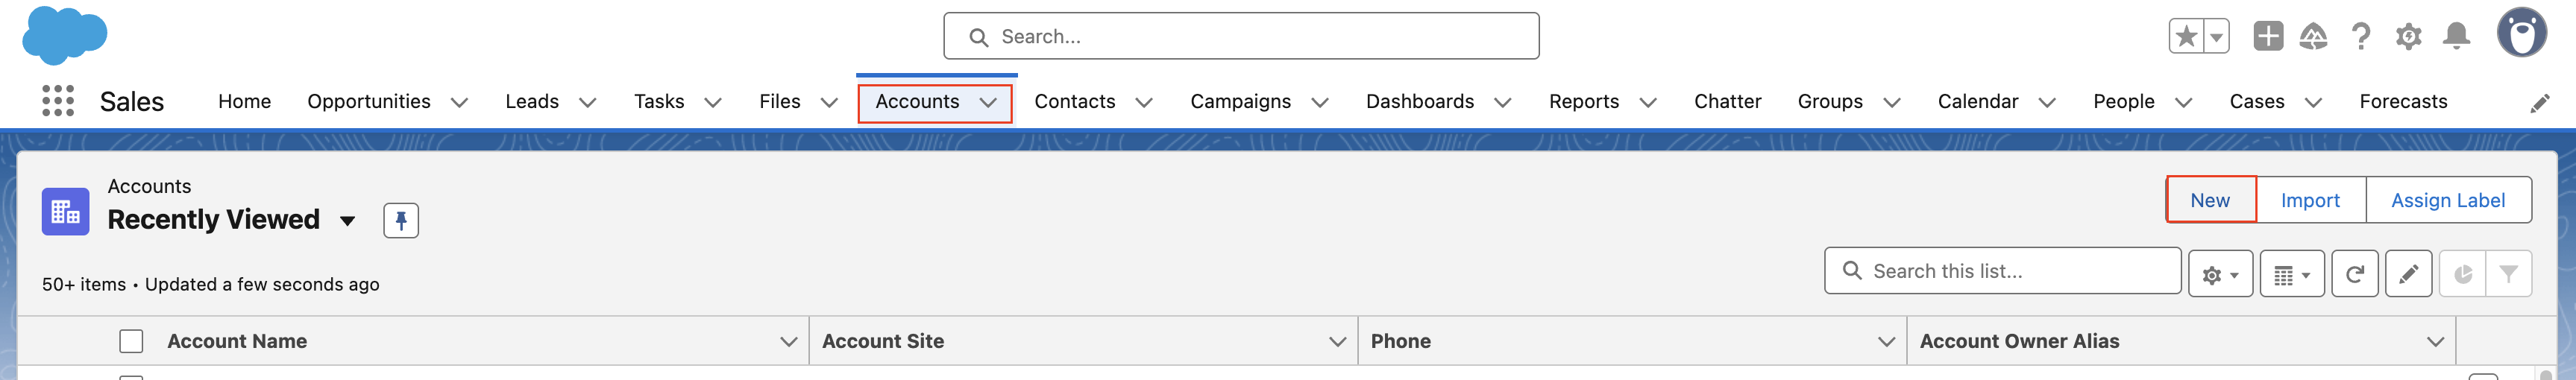 Search...
Sales Home Opportunities Leads Tasks Files Accounts Contacts Campaigns Dashboards Reports Chatter Groups Calendar People Cases Forecasts
Accounts
Recently Viewed
New Import Assign Label
50+ items • Updated a few seconds ago
Search this list...
Account Name Account Site Phone Account Owner Alias